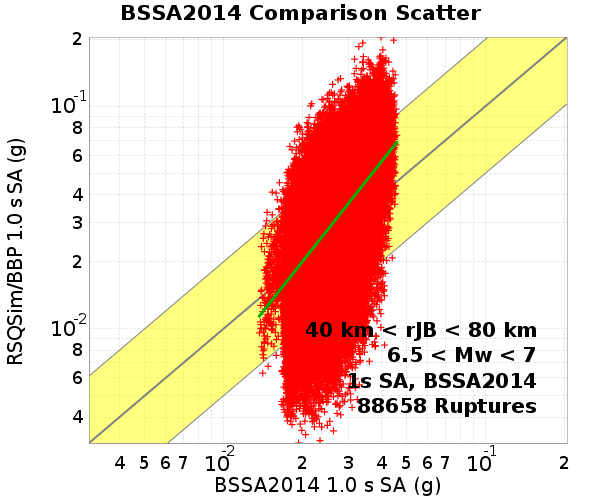 BSSA2014 Comparison Scatter
RSQSim/BBP 1.0 s SA (g)
2
10-1
8
6
4
3
2
10-2
8
6
4
40 km < rJB < 80 km
6.5 < Mw < 7
1s SA, BSSA2014
88658 Ruptures
4 5 6 7 10-2 2 3 4 5 6 7 10-1 2
BSSA2014 1.0 s SA (g)